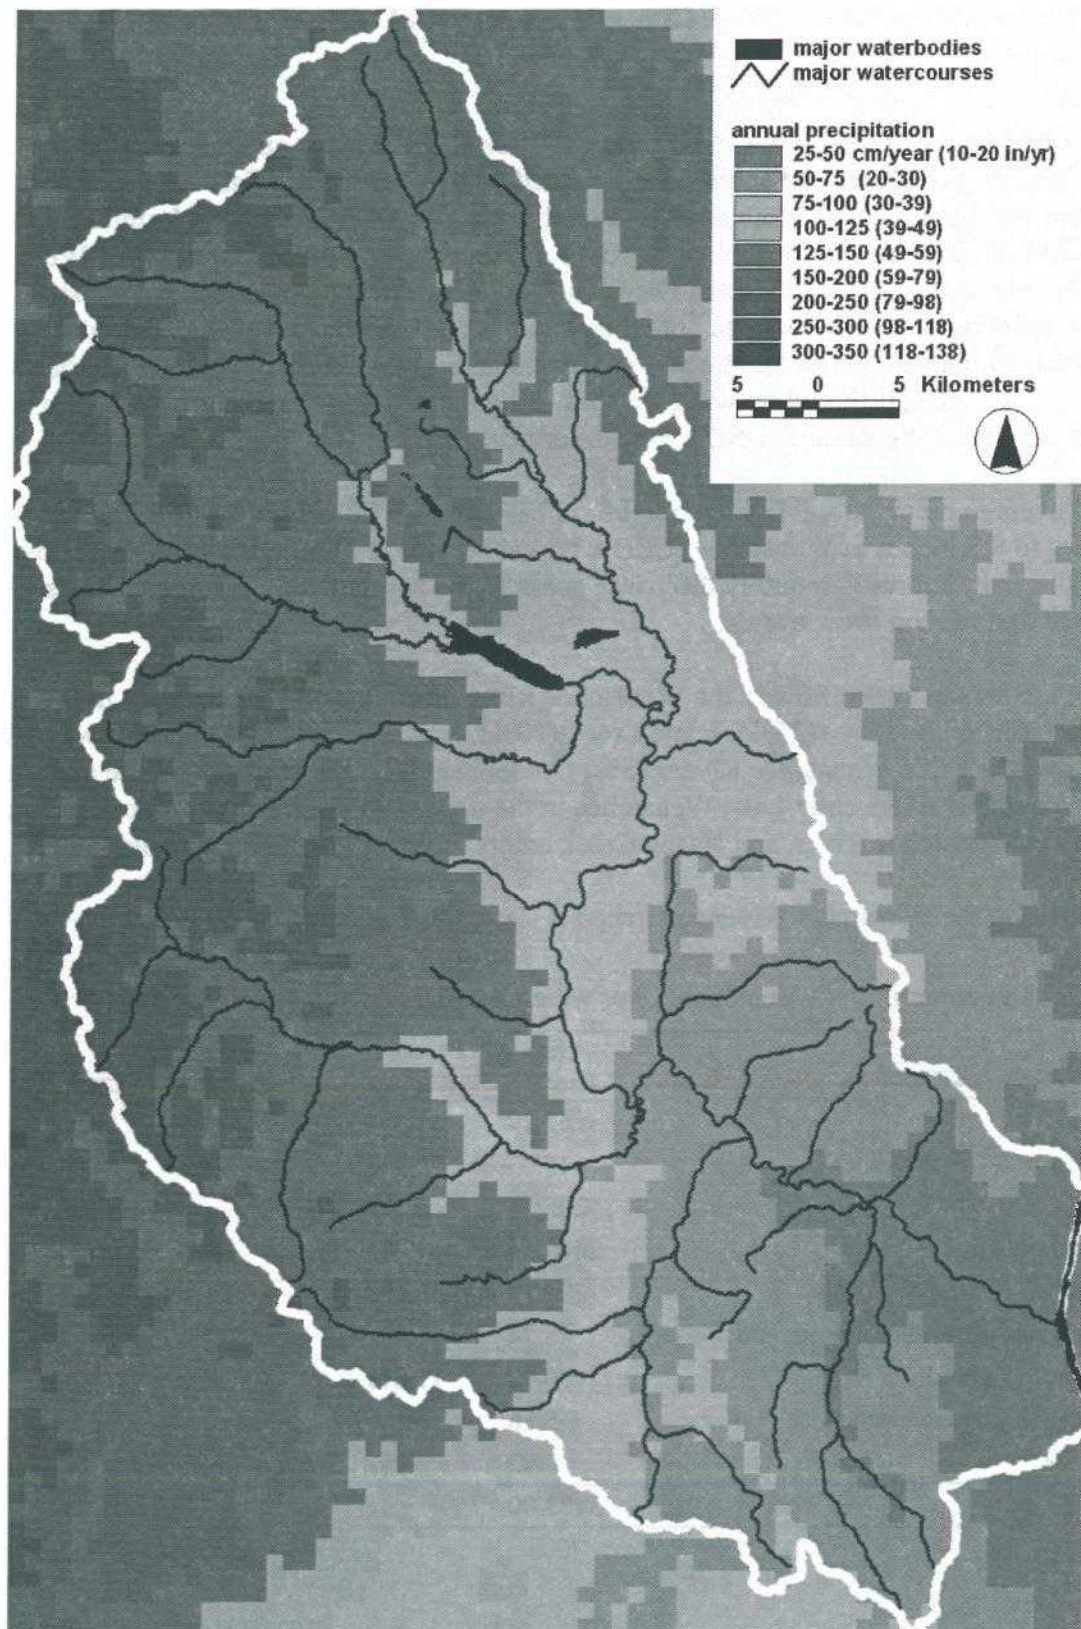 major waterbodies
major watercourses
annual precipitation
25-50 cm/year (10-20 in/yr)
50-75 (20-30)
75-100 (30-39)
100-125 (39-49)
125-150 (49-59)
150-200 (59-79)
200-250 (79-98)
250-300 (98-118)
300-350 (118-138)
5 0 5 Kilometers